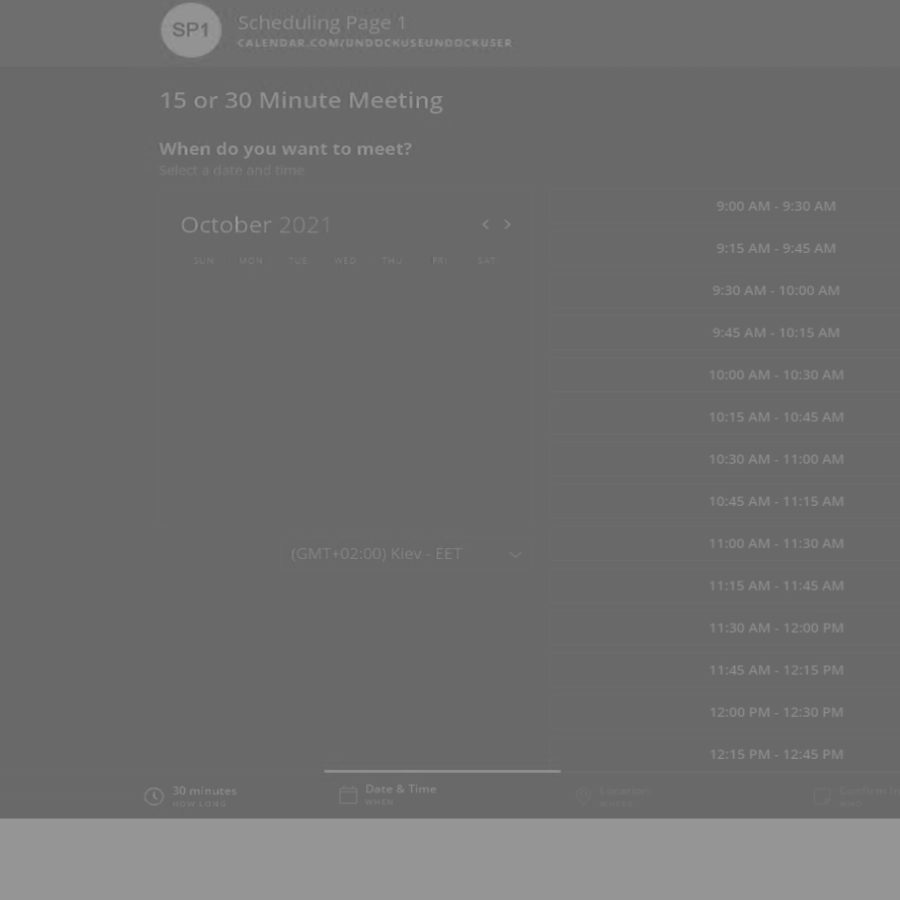 SP1
Scheduling Page 1
CALENDAR.COM/UNDOCKUSEUNDOCKUSER
15 or 30 Minute Meeting
When do you want to meet?
Select a date and time
October 2021
SUN MON TUE WED THU FRI SAT
(GMT+02:00) Kiev - EET
9:00 AM - 9:30 AM
9:15 AM - 9:45 AM
9:30 AM - 10:00 AM
9:45 AM - 10:15 AM
10:00 AM - 10:30 AM
10:15 AM - 10:45 AM
10:30 AM - 11:00 AM
10:45 AM - 11:15 AM
11:00 AM - 11:30 AM
11:15 AM - 11:45 AM
11:30 AM - 12:00 PM
11:45 AM - 12:15 PM
12:00 PM - 12:30 PM
12:15 PM - 12:45 PM
30 minutes
HOW LONG
Date & Time
WHEN
Location
WHERE
Confirm
WHO